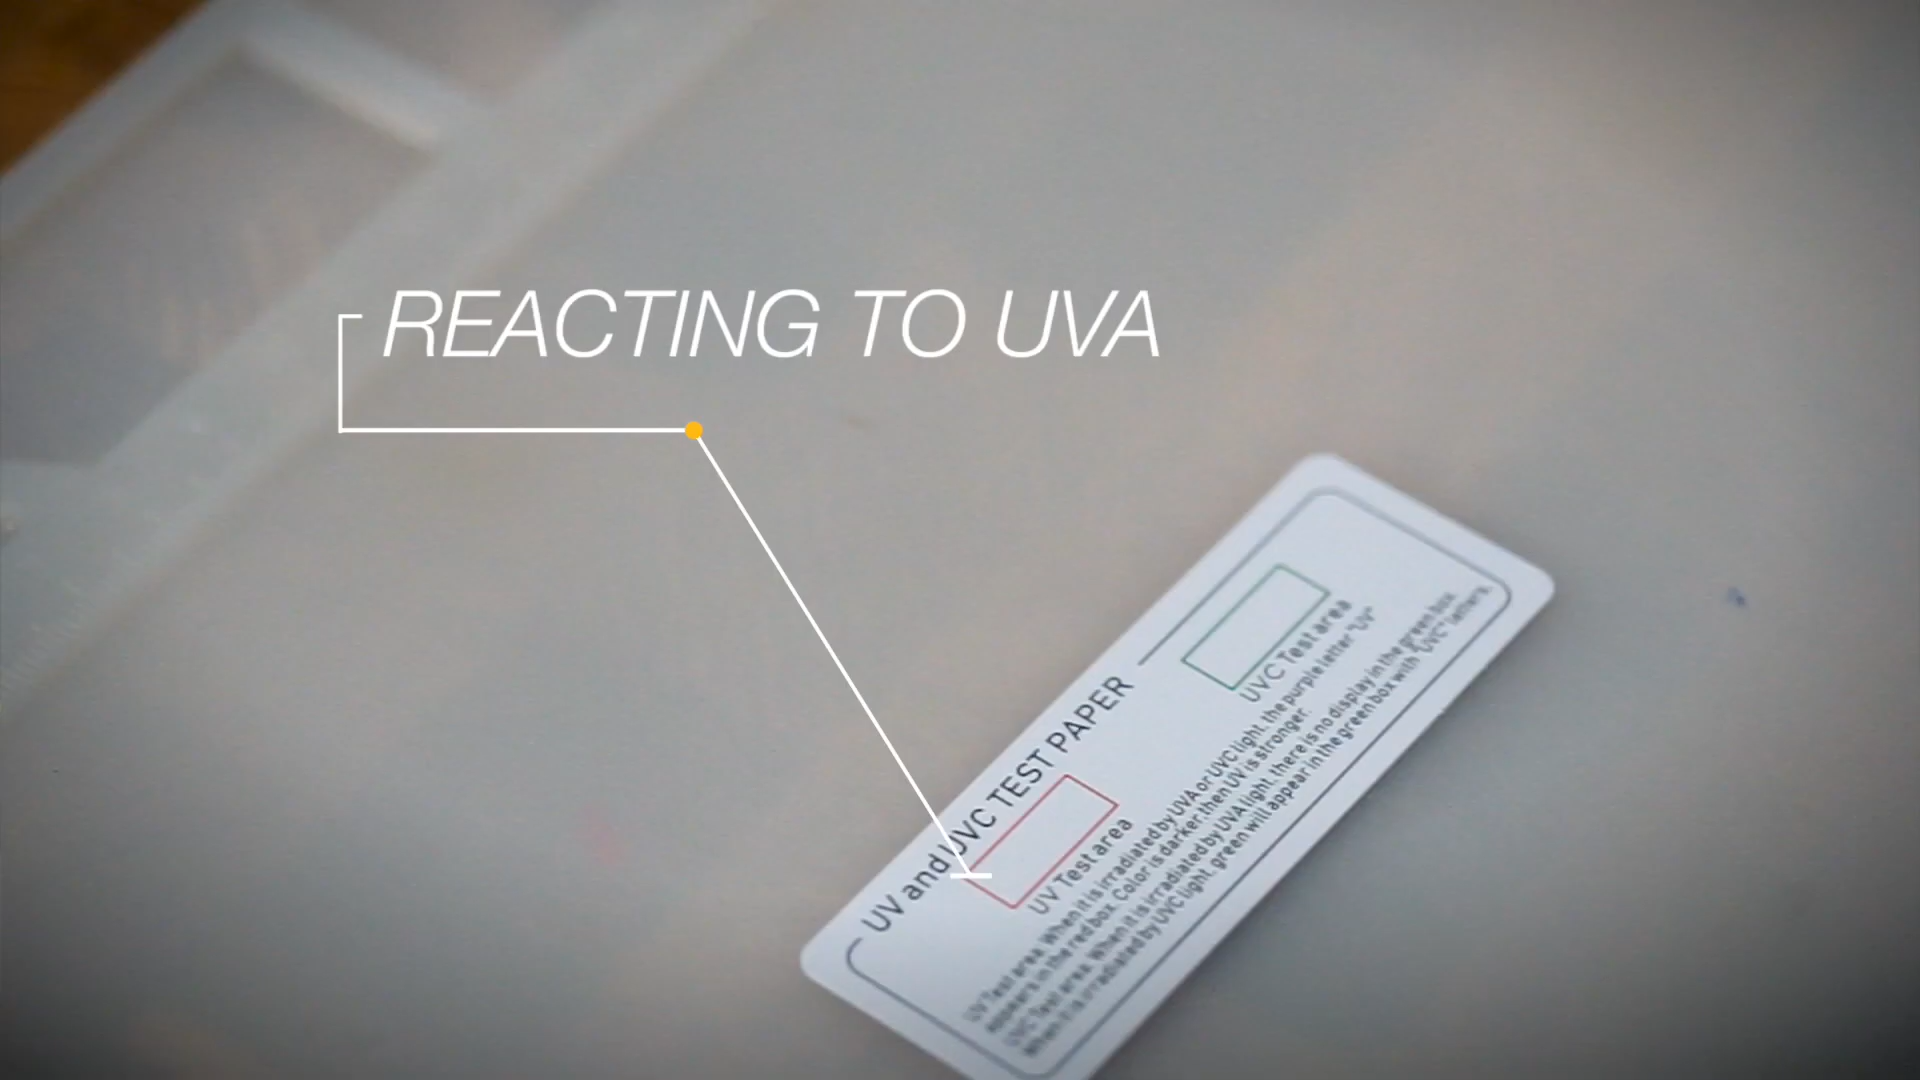 REACTING TO UVA
UV and UVC TEST PAPER
UV Test area
UVC Test area
UV Test area. When it is irradiated by UVA or UVC light, the purple letter "UV"
appears in the red box. Color is darker, then UV is stronger.
UVC Test area. When it is irradiated by UVA light, there is no display in the green box.
When it is irradiated by UVC light, green will appear in the green box with "UVC" letters.